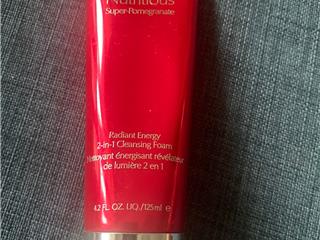 Nutritious
Super-Pomegranate
Radiant Energy
2-in-1 Cleansing Foam
Nettoyant énergisant révélateur
de lumière 2 en 1
4.2 FL. OZ. LIQ./125 ml e